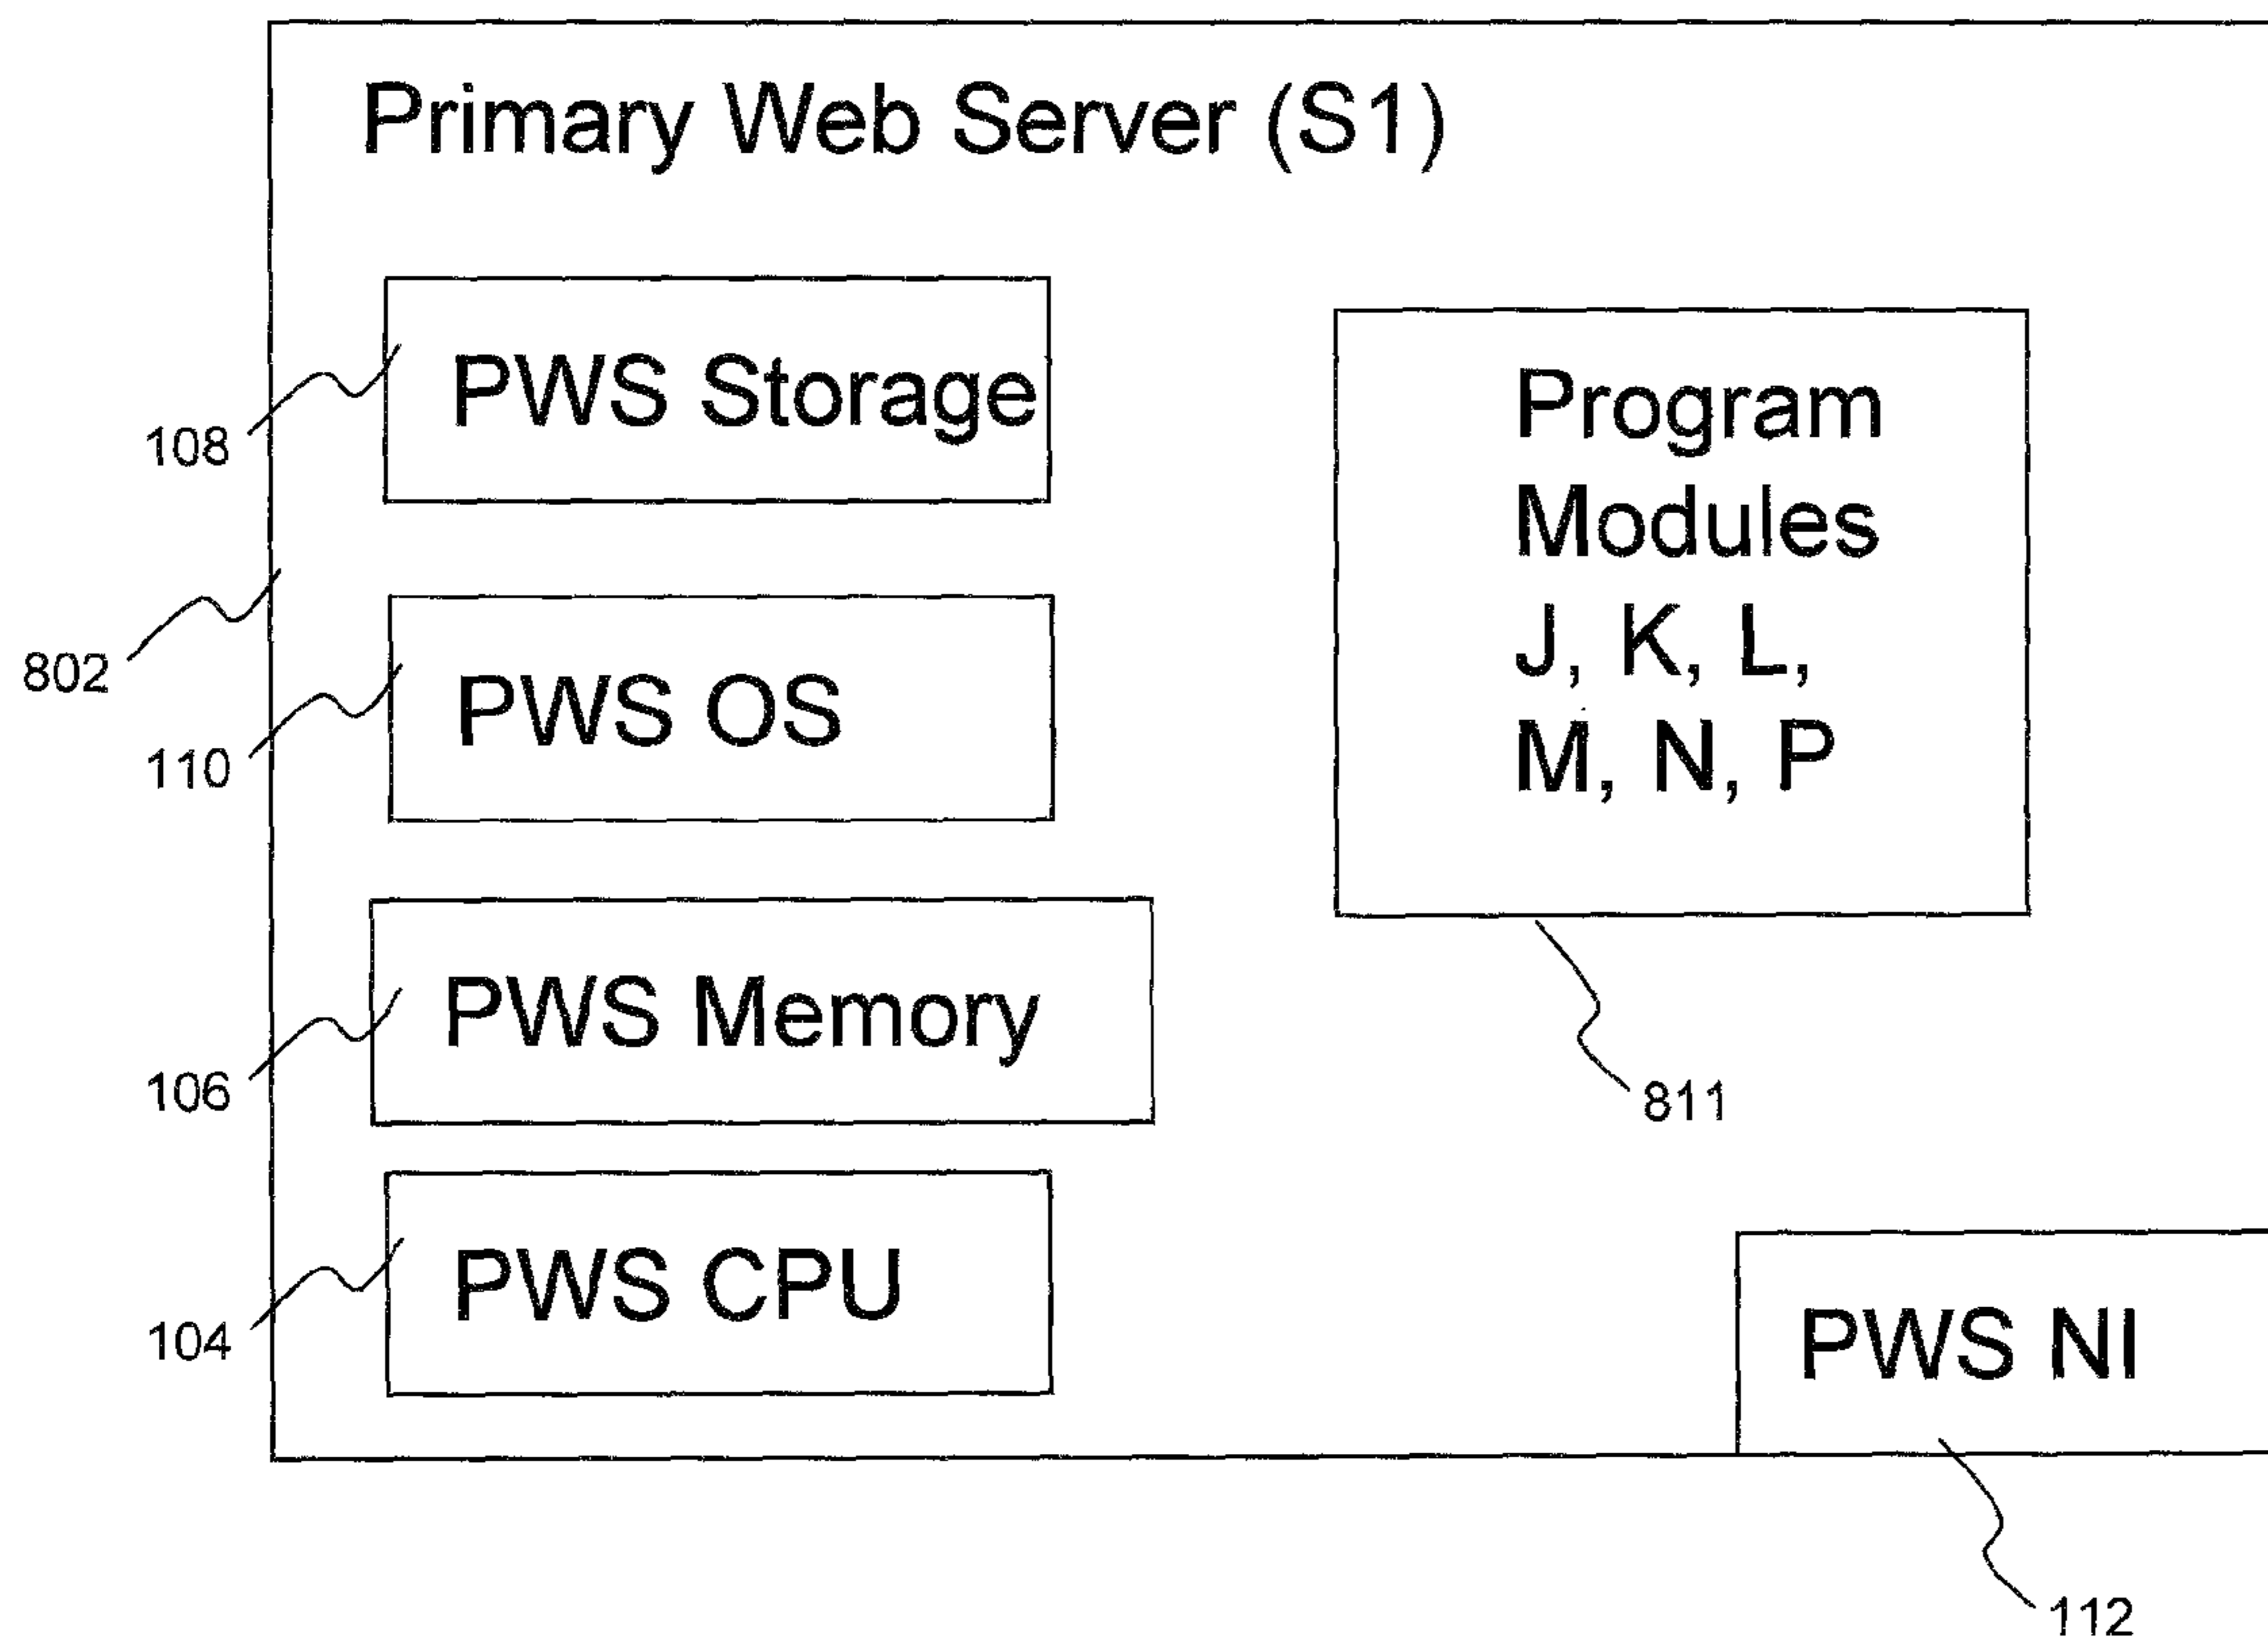 Primary Web Server (S1)
PWS Storage
108
802
PWS OS
110
PWS Memory
106
PWS CPU
104
Program
Modules
J, K, L,
M, N, P
811
PWS NI
112